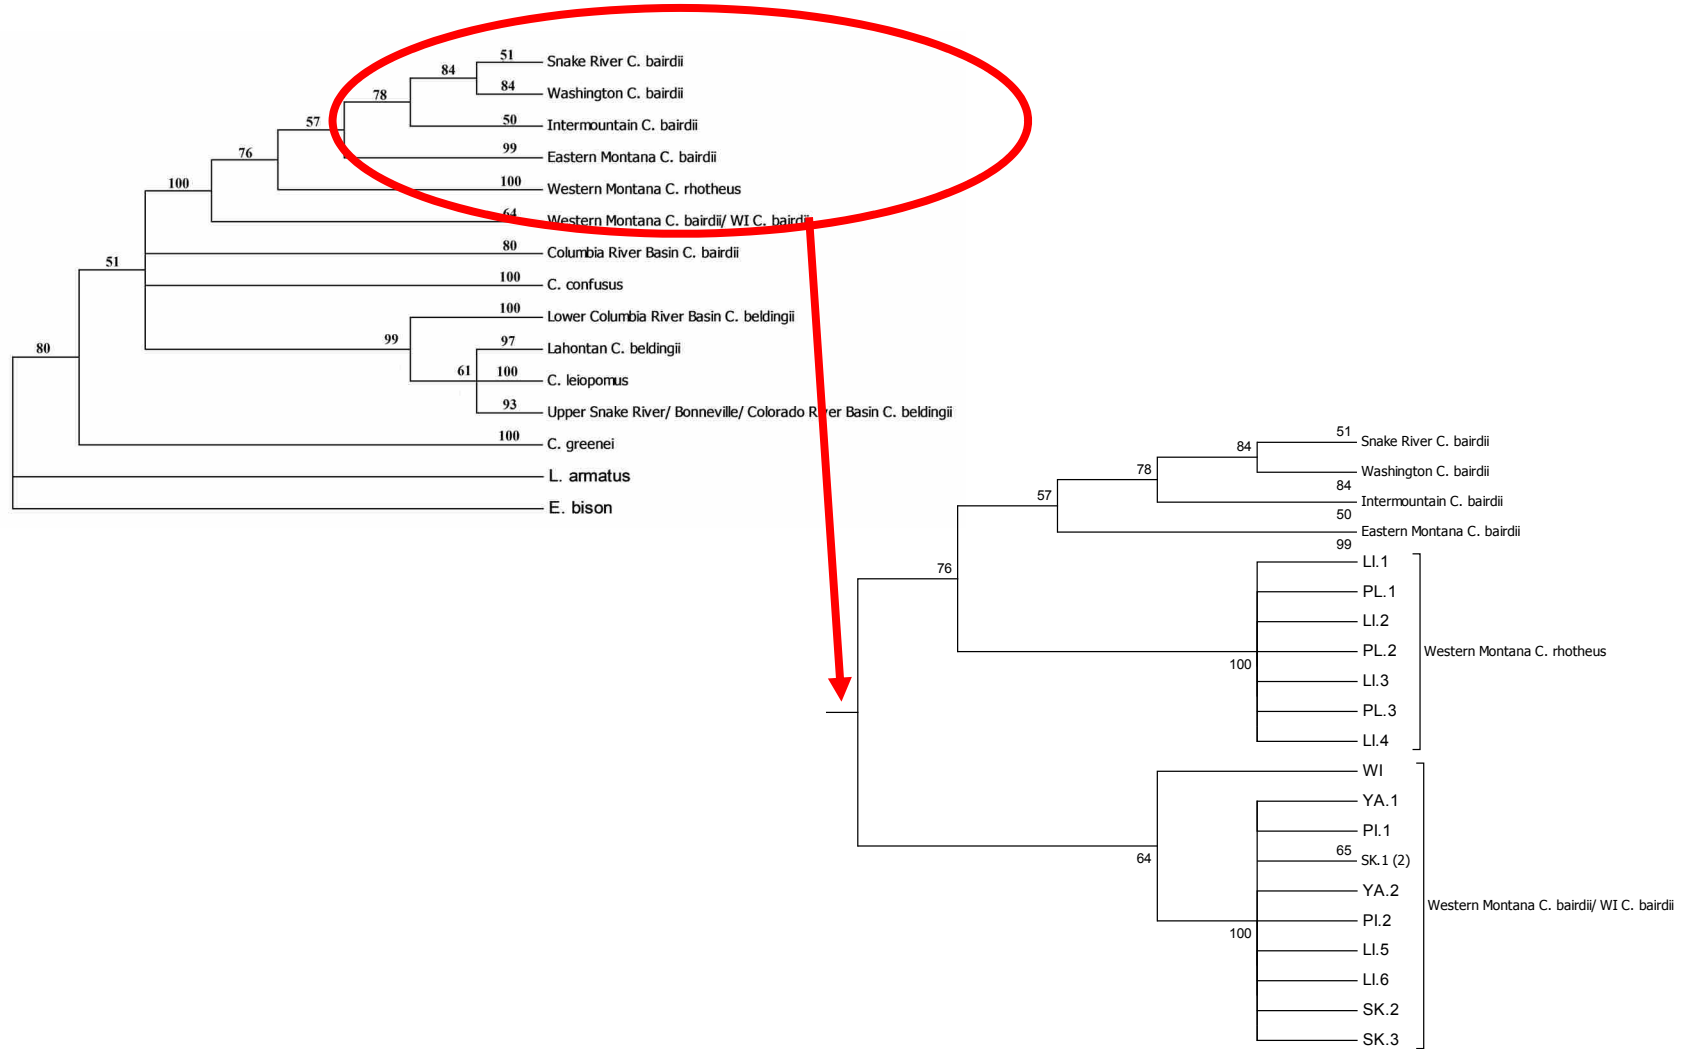 51
Snake River C. bairdii
84
84
Washington C. bairdii
78
50
Intermountain C. bairdii
57
99
Eastern Montana C. bairdii
76
100
Western Montana C. rhotheus
100
64
Western Montana C. bairdii/ WI C. bairdii
80
Columbia River Basin C. bairdii
51
100
C. confusus
100
Lower Columbia River Basin C. beldingii
99
97
Lahontan C. beldingii
80
61
100
C. leiopomus
93
Upper Snake River/ Bonneville/ Colorado River Basin C. beldingii
100
C. greenei
L. armatus
E. bison
51
Snake River C. bairdii
84
Washington C. bairdii
78
84
Intermountain C. bairdii
57
50
Eastern Montana C. bairdii
99
LI.1
76
PL.1
LI.2
PL.2
Western Montana C. rhotheus
100
LI.3
PL.3
LI.4
WI
YA.1
PI.1
65
SK.1 (2)
64
YA.2
Western Montana C. bairdii/ WI C. bairdii
PI.2
100
LI.5
LI.6
SK.2
SK.3